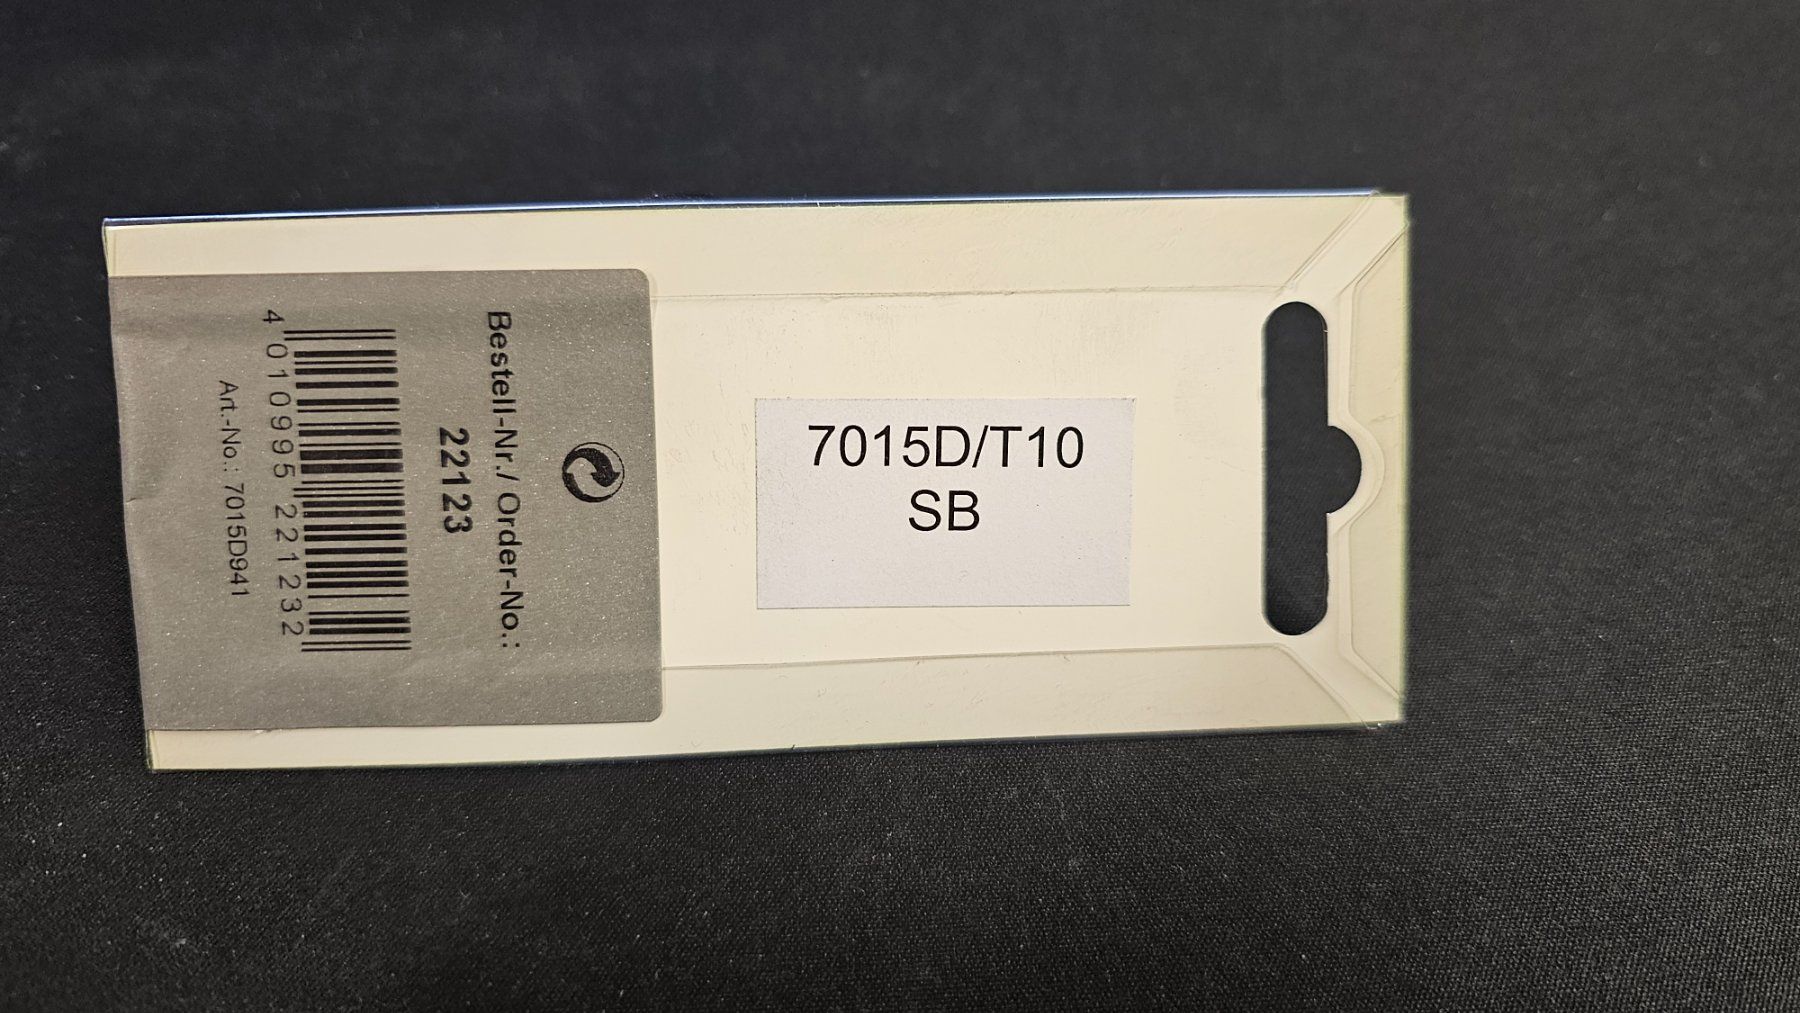 Bestell-Nr./ Order-No.:
22123
4 010995 221232
Art.-No.: 7015D941
7015D/T10
SB